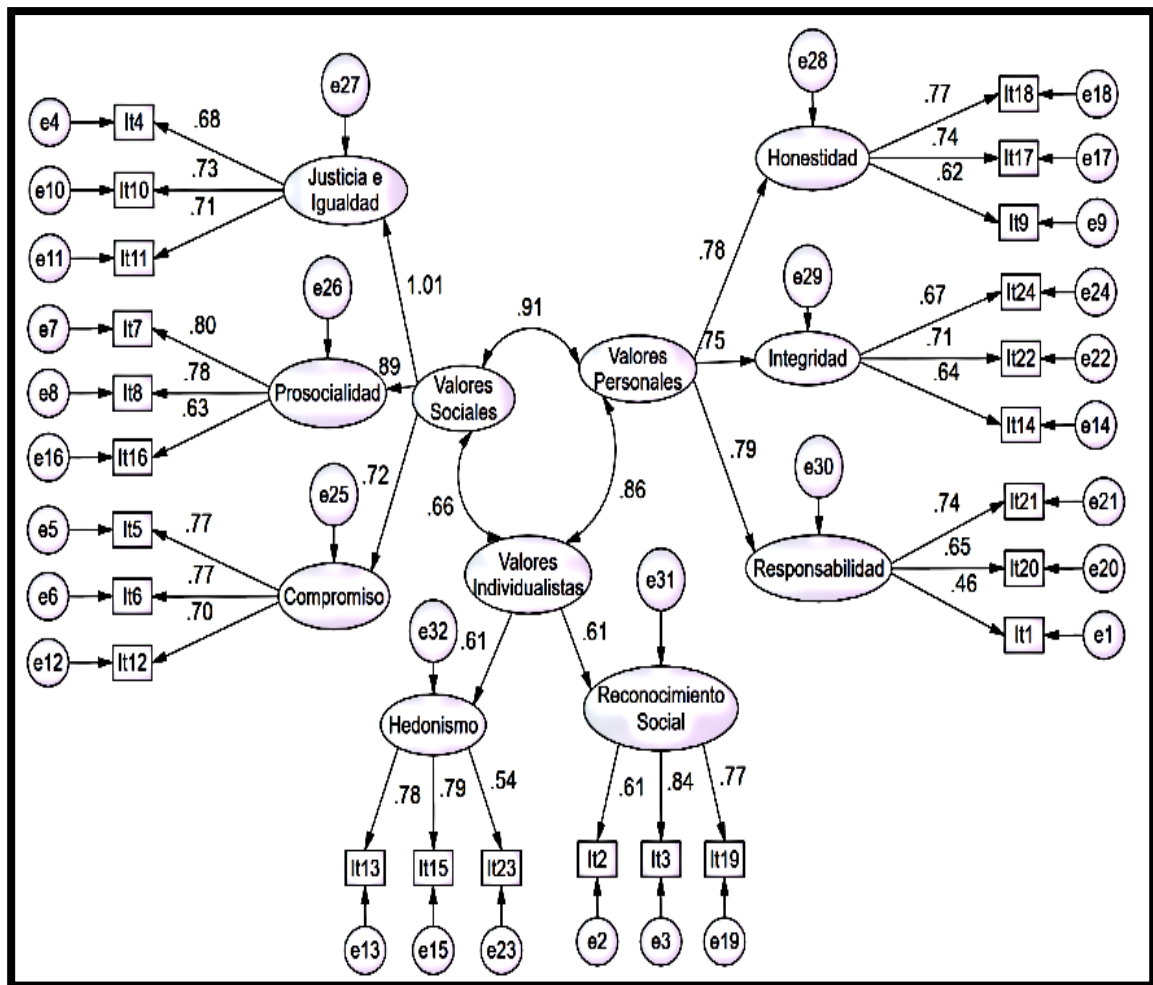 e27
e28
e4
It4
.68
.77
It18
e18
e10
It10
.73
Justicia e
Igualdad
Honestidad
.74
It17
e17
e11
It11
.71
.62
It9
e9
1.01
.78
e26
e29
e7
It7
.80
.91
.67
It24
e24
e8
It8
.78
Prosocialidad
.89
Valores
Sociales
Valores
Personales
.75
Integridad
.71
It22
e22
e16
It16
.63
.64
It14
e14
.72
.66
.86
.79
e25
e30
e5
It5
.77
.74
It21
e21
e6
It6
.77
Compromiso
Valores
Individualistas
Responsabilidad
.65
It20
e20
e12
It12
.70
.46
It1
e1
e31
e32
.61
.61
Hedonismo
Reconocimiento
Social
.78
.79
.54
.61
.84
.77
It13
It15
It23
It2
It3
It19
e13
e15
e23
e2
e3
e19